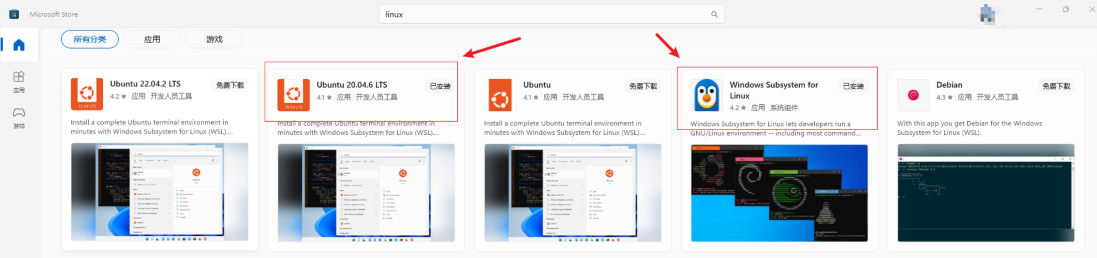 Microsoft Store
linux
所有分类
应用
游戏
应用
游戏
Ubuntu 22.04.2 LTS
免费下载
4.2★ 应用 开发人员工具
22.04 LTS
Install a complete Ubuntu terminal environment in
minutes with Windows Subsystem for Linux (WSL)....
Ubuntu 20.04.6 LTS
已安装
4.1★ 应用 开发人员工具
20.04 LTS
Install a complete Ubuntu terminal environment in
minutes with Windows Subsystem for Linux (WSL)....
Ubuntu
免费下载
4.1★ 应用 开发人员工具
Install a complete Ubuntu terminal environment in
minutes with Windows Subsystem for Linux (WSL)....
Windows Subsystem for
Linux
已安装
4.2★ 应用 系统组件
Windows Subsystem for Linux lets developers run a
GNU/Linux environment -- including most command...
Debian
免费下载
4.3★ 应用 开发人员工具
With this app you get Debian for the Windows
Subsystem for Linux (WSL).